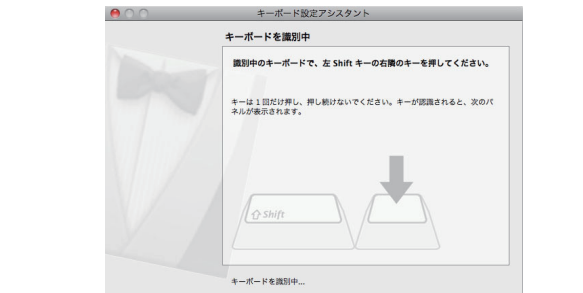 キーボード設定アシスタント
キーボードを識別中
識別中のキーボードで、左 Shift キーの右隣のキーを押してください。
キーは 1 回だけ押し、押し続けないでください。キーが認識されると、次のパ
ネルが表示されます。
⇧ Shift
キーボードを識別中...